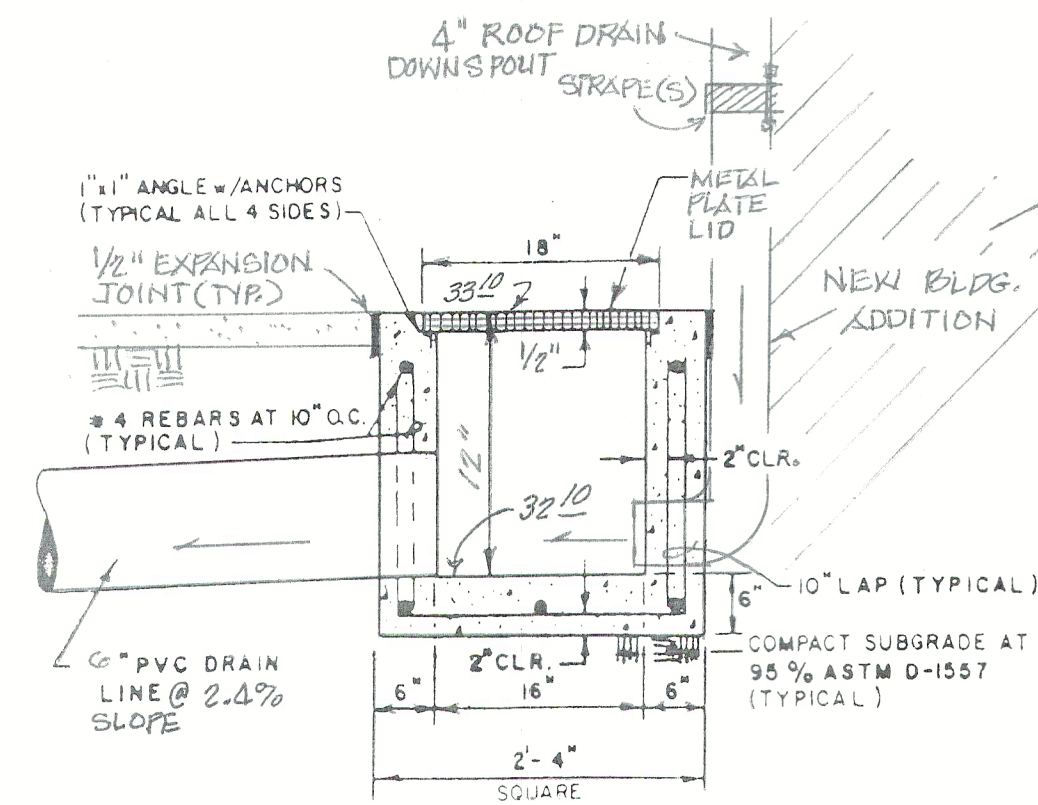 4" ROOF DRAIN
DOWNSPOUT
STRAPE(S)
1"x1" ANGLE w/ANCHORS
(TYPICAL ALL 4 SIDES)
METAL
PLATE
LID
18"
1/2" EXPANSION
JOINT (TYP.)
33 10
NEW BLDG.
ADDITION
1/2"
# 4 REBARS AT 10" O.C.
(TYPICAL)
12"
2" CLR.
32 10
10" LAP (TYPICAL)
6"
COMPACT SUBGRADE AT
95 % ASTM D-1557
(TYPICAL)
6" PVC DRAIN
LINE @ 2.4%
SLOPE
2" CLR.
6"
16"
6"
2'- 4"
SQUARE